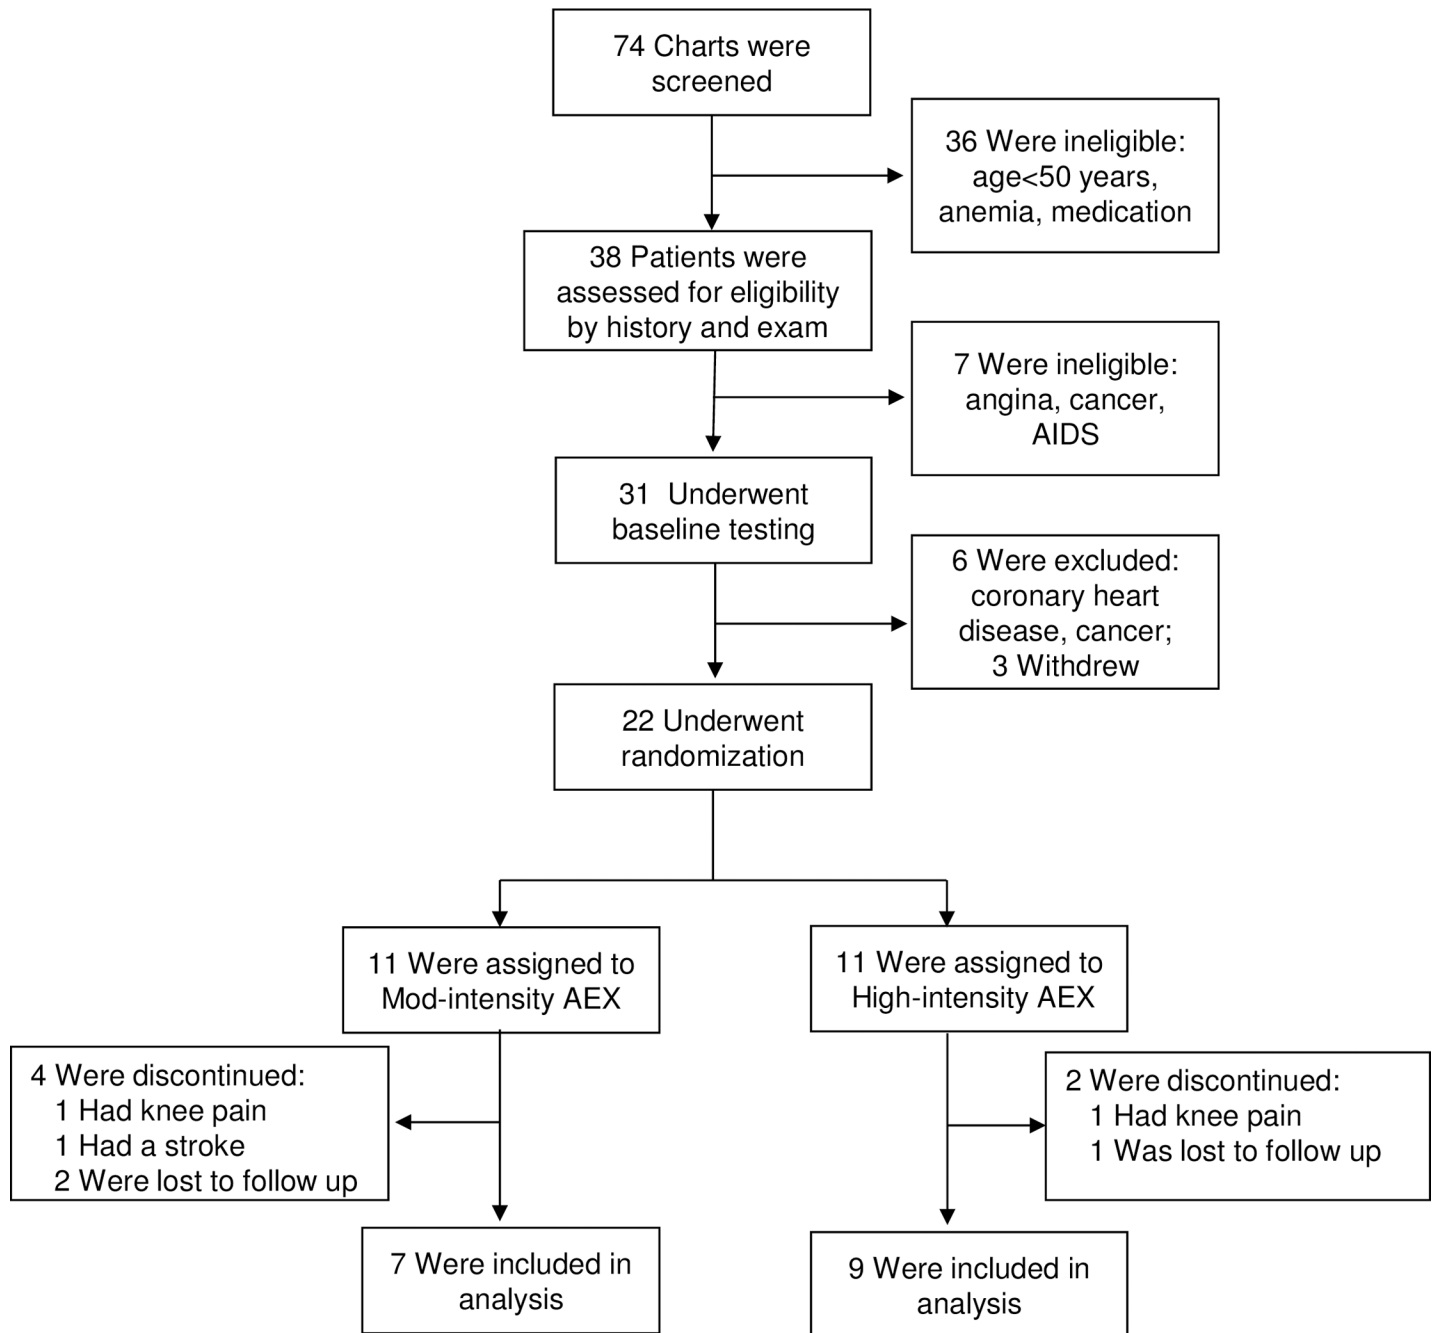 74 Charts were
screened
36 Were ineligible:
age<50 years,
anemia, medication
38 Patients were
assessed for eligibility
by history and exam
7 Were ineligible:
angina, cancer,
AIDS
31 Underwent
baseline testing
6 Were excluded:
coronary heart
disease, cancer;
3 Withdrew
22 Underwent
randomization
11 Were assigned to
Mod-intensity AEX
11 Were assigned to
High-intensity AEX
4 Were discontinued:
1 Had knee pain
1 Had a stroke
2 Were lost to follow up
2 Were discontinued:
1 Had knee pain
1 Was lost to follow up
7 Were included in
analysis
9 Were included in
analysis